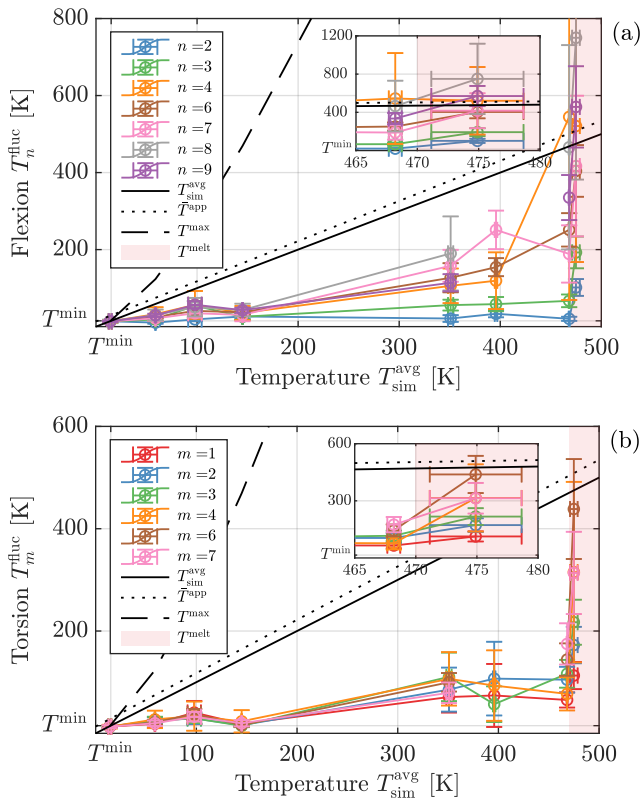 (a)
Flexion T_n^fluc [K]
800
600
400
200
T^min
n = 2
n = 3
n = 4
n = 6
n = 7
n = 8
n = 9
T_sim^avg
T̄^app
T^max
T^melt
1200
800
400
T^min
465 470 475 480
T^min 100 200 300 400 500
Temperature T_sim^avg [K]
(b)
Torsion T_m^fluc [K]
600
400
200
T^min
m = 1
m = 2
m = 3
m = 4
m = 6
m = 7
T_sim^avg
T̄^app
T^max
T^melt
600
300
T^min
465 470 475 480
T^min 100 200 300 400 500
Temperature T_sim^avg [K]